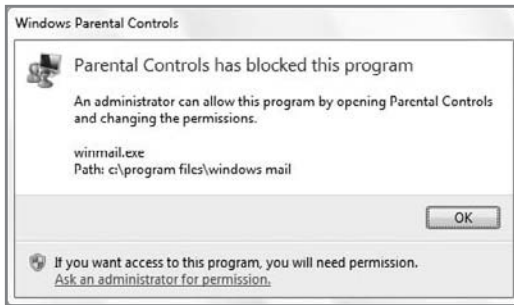 Windows Parental Controls
Parental Controls has blocked this program
An administrator can allow this program by opening Parental Controls
and changing the permissions.
winmail.exe
Path: c:\program files\windows mail
OK
If you want access to this program, you will need permission.
Ask an administrator for permission.